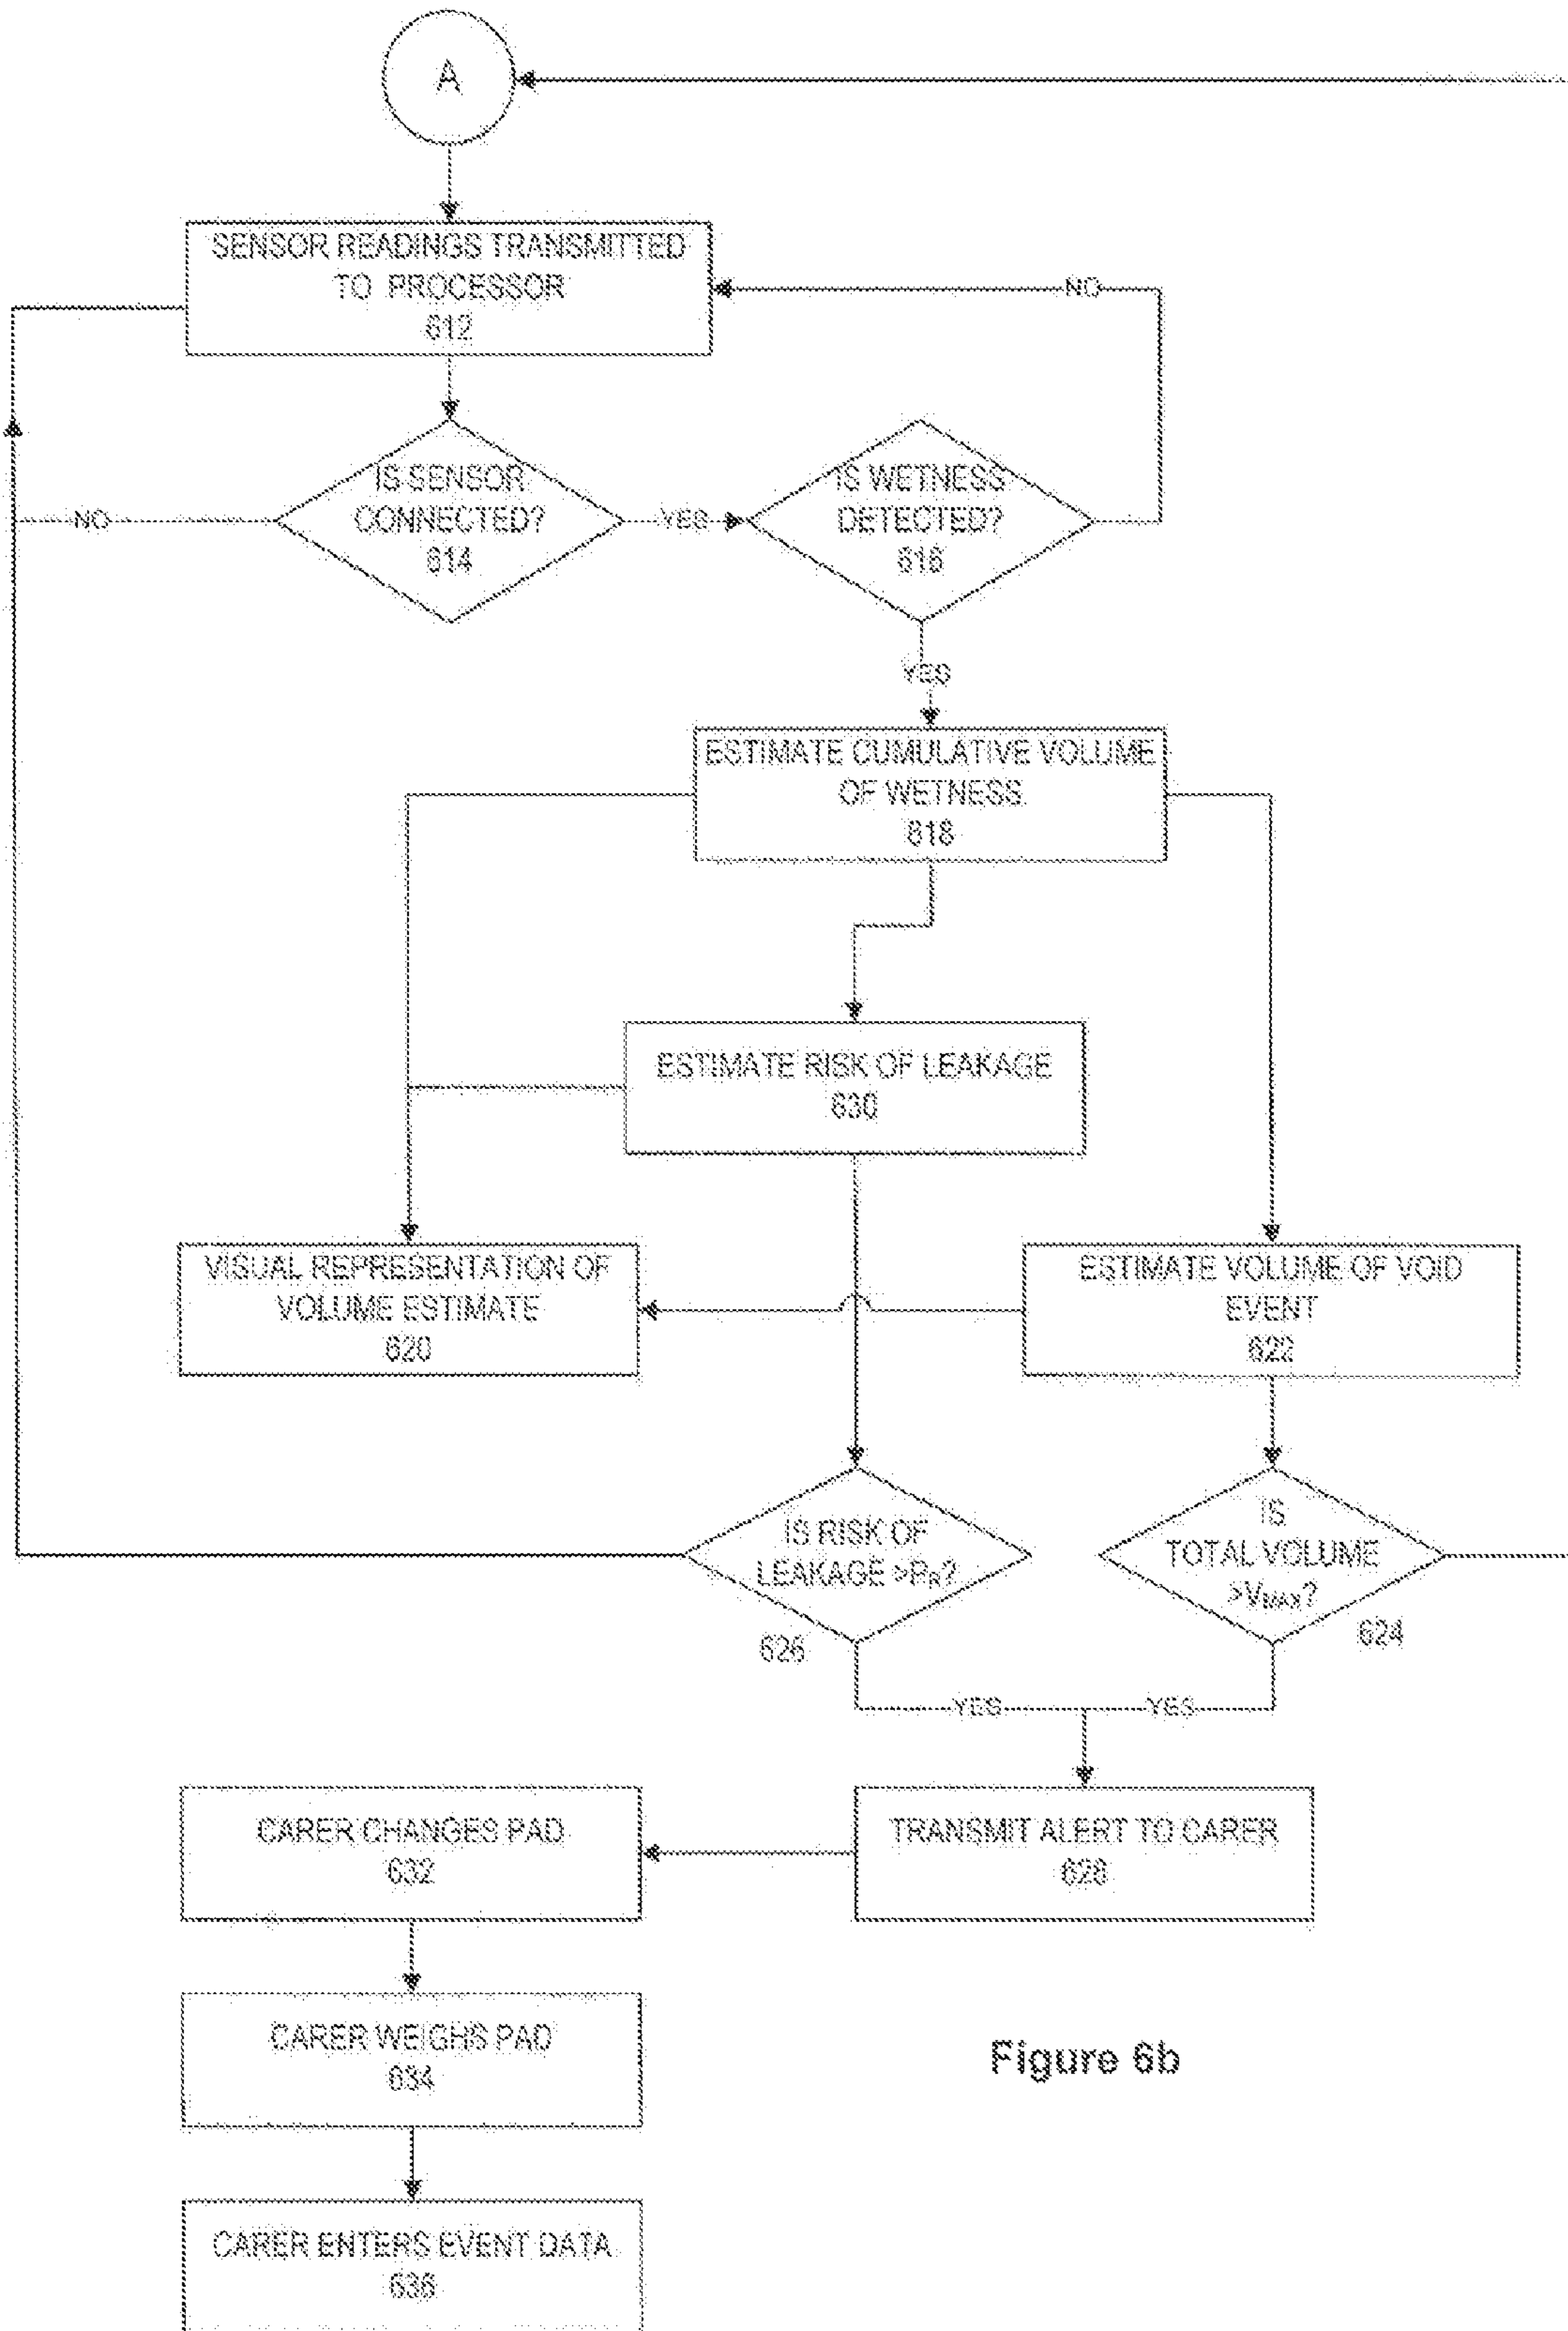 A
SENSOR READINGS TRANSMITTED
TO PROCESSOR
612
NO
IS SENSOR
CONNECTED?
614
NO
YES
IS WETNESS
DETECTED?
616
YES
ESTIMATE CUMULATIVE VOLUME
OF WETNESS
618
ESTIMATE RISK OF LEAKAGE
630
VISUAL REPRESENTATION OF
VOLUME ESTIMATE
620
ESTIMATE VOLUME OF VOID
EVENT
622
IS RISK OF
LEAKAGE >PR?
626
IS
TOTAL VOLUME
>VMAX?
624
YES
YES
CARER CHANGES PAD
632
TRANSMIT ALERT TO CARER
628
CARER WEIGHS PAD
634
Figure 6b
CARER ENTERS EVENT DATA
636